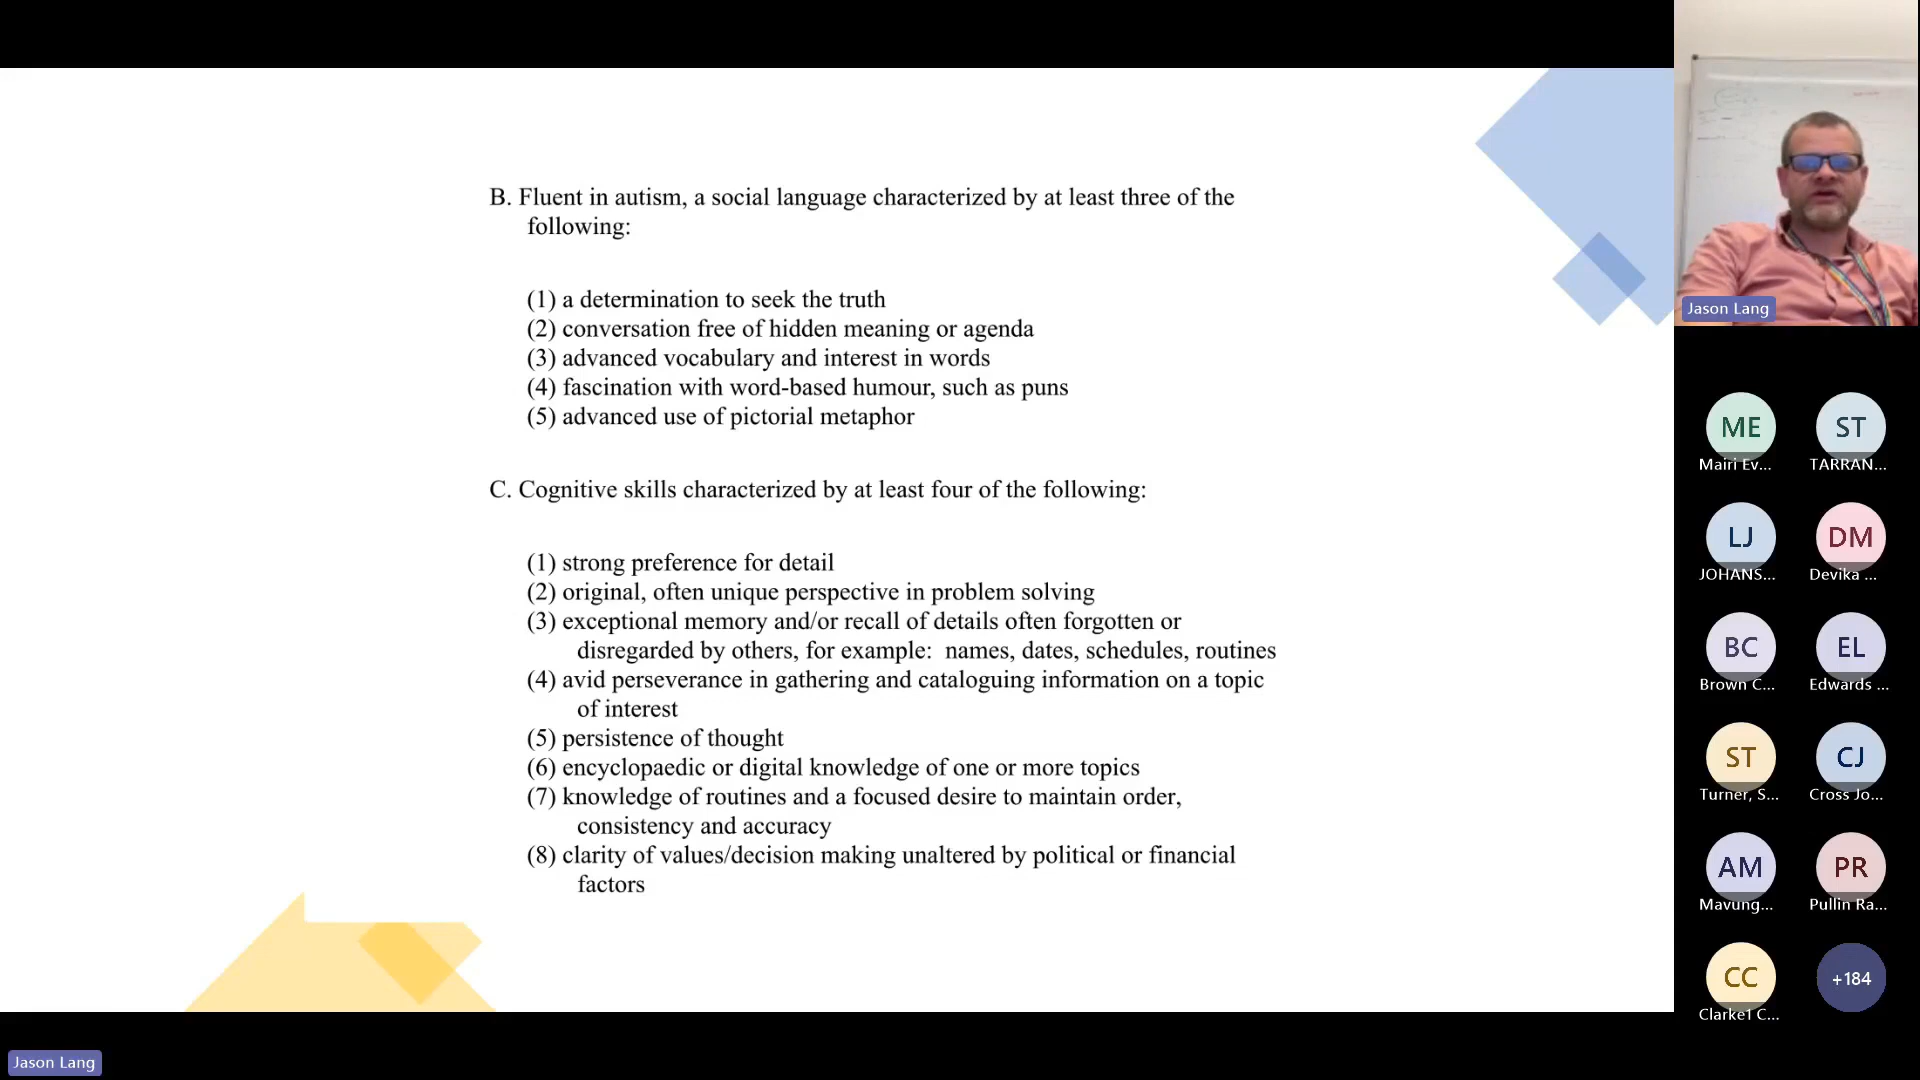 B. Fluent in autism, a social language characterized by at least three of the
following:
(1) a determination to seek the truth
(2) conversation free of hidden meaning or agenda
(3) advanced vocabulary and interest in words
(4) fascination with word-based humour, such as puns
(5) advanced use of pictorial metaphor
C. Cognitive skills characterized by at least four of the following:
(1) strong preference for detail
(2) original, often unique perspective in problem solving
(3) exceptional memory and/or recall of details often forgotten or
disregarded by others, for example: names, dates, schedules, routines
(4) avid perseverance in gathering and cataloguing information on a topic
of interest
(5) persistence of thought
(6) encyclopaedic or digital knowledge of one or more topics
(7) knowledge of routines and a focused desire to maintain order,
consistency and accuracy
(8) clarity of values/decision making unaltered by political or financial
factors
Jason Lang
ME ST
Mairi Ev... TARRAN...
LJ DM
JOHANS... Devika ...
BC EL
Brown C... Edwards ...
ST CJ
Turner, S... Cross Jo...
AM PR
Mavung... Pullin Ra...
CC +184
Clarke1 C...
Jason Lang